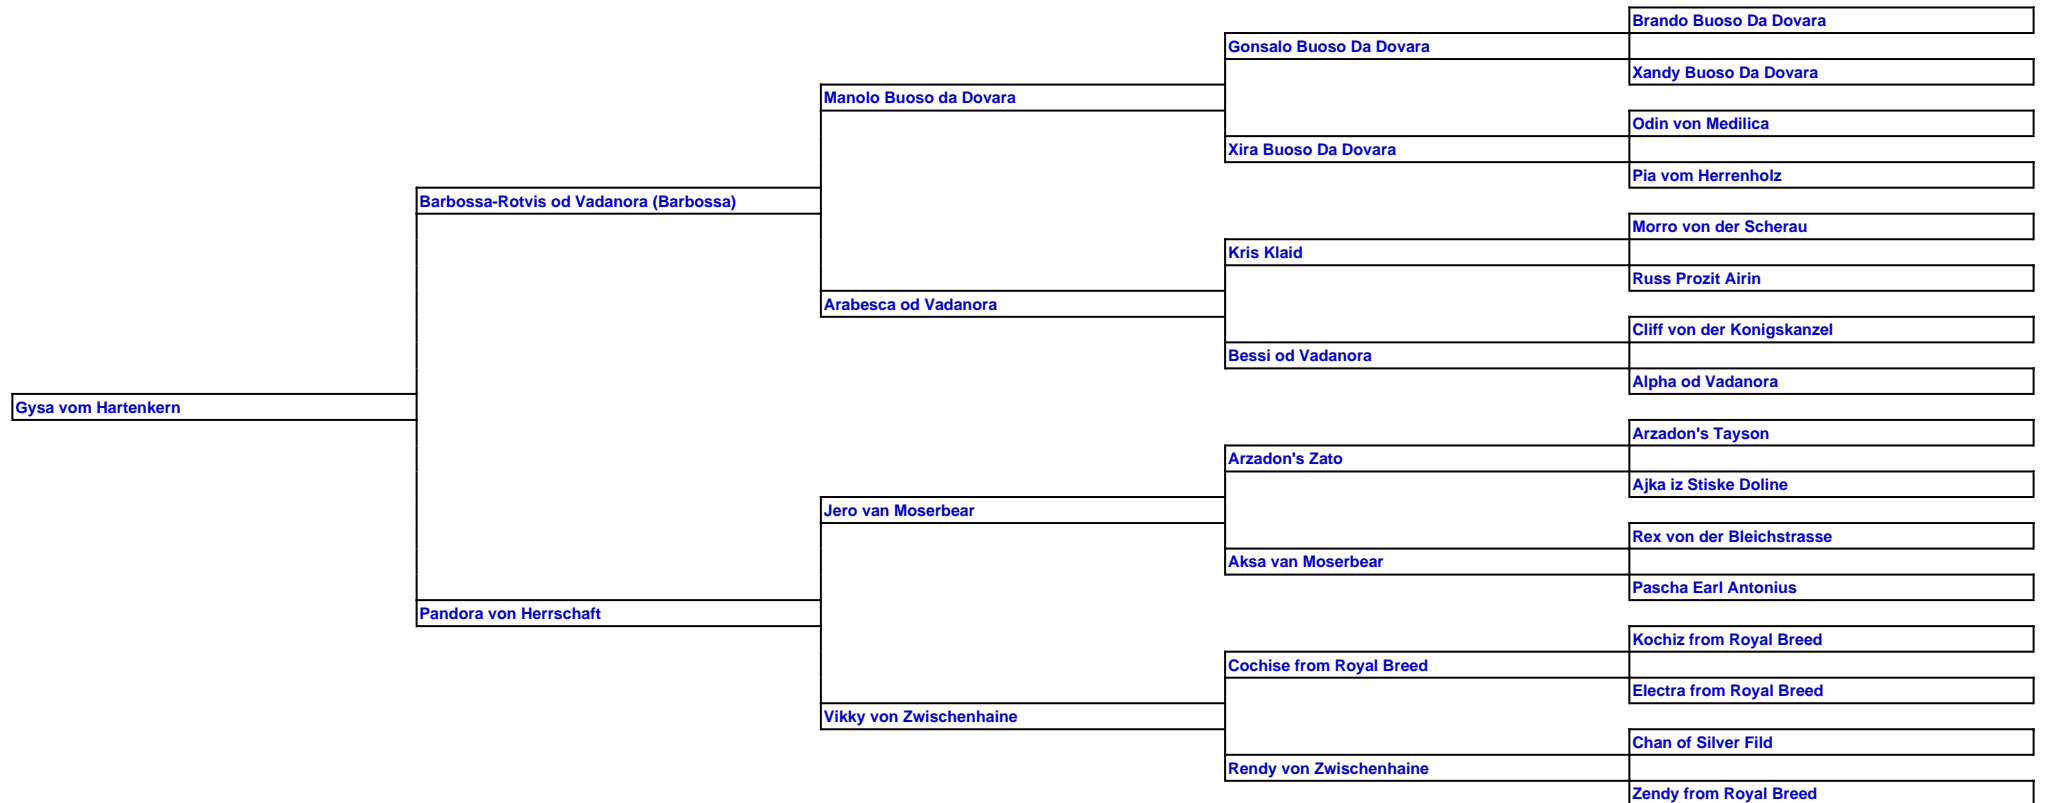 Brando Buoso Da Dovara
Gonsalo Buoso Da Dovara
Xandy Buoso Da Dovara
Manolo Buoso da Dovara
Odin von Medilica
Xira Buoso Da Dovara
Pia vom Herrenholz
Barbossa-Rotvis od Vadanora (Barbossa)
Morro von der Scherau
Kris Klaid
Russ Prozit Airin
Arabesca od Vadanora
Cliff von der Konigskanzel
Bessi od Vadanora
Alpha od Vadanora
Gysa vom Hartenkern
Arzadon's Tayson
Arzadon's Zato
Ajka iz Stiske Doline
Jero van Moserbear
Rex von der Bleichstrasse
Aksa van Moserbear
Pascha Earl Antonius
Pandora von Herrschaft
Kochiz from Royal Breed
Cochise from Royal Breed
Electra from Royal Breed
Vikky von Zwischenhaine
Chan of Silver Fild
Rendy von Zwischenhaine
Zendy from Royal Breed